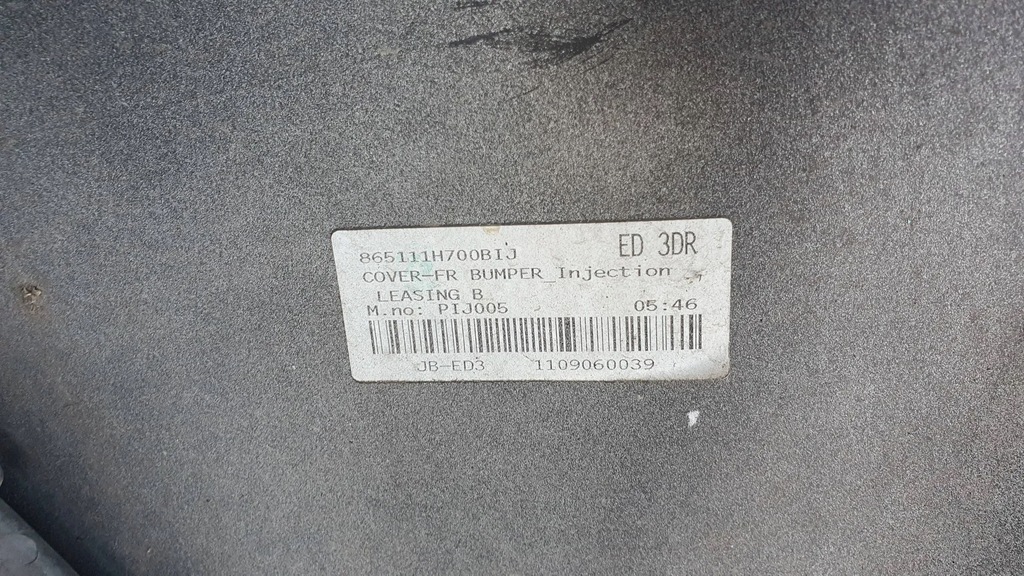 865111H700BIJ ED 3DR
COVER-FR BUMPER_Injection
LEASING B
M.no: PIJ005 05:46
JB-ED3 1109060039